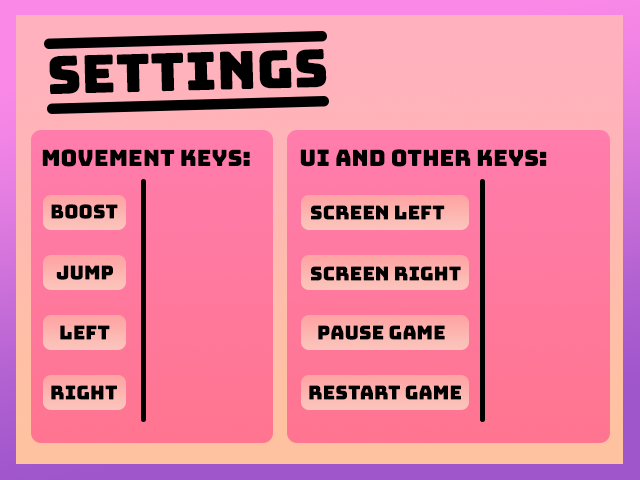 SETTINGS
MOVEMENT KEYS:
BOOST
JUMP
LEFT
RIGHT
UI AND OTHER KEYS:
SCREEN LEFT
SCREEN RIGHT
PAUSE GAME
RESTART GAME